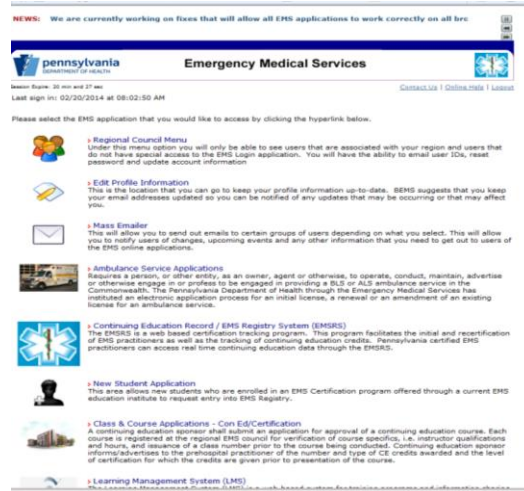 NEWS: We are currently working on fixes that will allow all EMS applications to work correctly on all brc
pennsylvania
DEPARTMENT OF HEALTH
Emergency Medical Services
Session Expire: 20 min and 27 sec
Contact Us | Online Help | Logout
Last sign in: 02/20/2014 at 08:02:50 AM
Please select the EMS application that you would like to access by clicking the hyperlink below.
Regional Council Menu
Under this menu option you will only be able to see users that are associated with your region and users that
do not have special access to the EMS Login application. You will have the ability to email user IDs, reset
password and update account information
Edit Profile Information
This is the location that you can go to keep your profile information up-to-date. BEMS suggests that you keep
your email addresses updated so you can be notified of any updates that may be occurring or that may affect
you.
Mass Emailer
This will allow you to send out emails to certain groups of users depending on what you select. This will allow
you to notify users of changes, upcoming events and any other information that you need to get out to users of
the EMS online applications.
Ambulance Service Applications
Requires a person, or other entity, as an owner, agent or otherwise, to operate, conduct, maintain, advertise
or otherwise engage in or profess to be engaged in providing a BLS or ALS ambulance service in the
Commonwealth. The Pennsylvania Department of Health through the Emergency Medical Services has
instituted an electronic application process for an initial license, a renewal or an amendment of an existing
license for an ambulance service.
Continuing Education Record / EMS Registry System (EMSRS)
The EMSRS is a web based certification tracking program. This program facilitates the initial and recertification
of EMS practitioners as well as the tracking of continuing education credits. Pennsylvania certified EMS
practitioners can access real time continuing education data through the EMSRS.
New Student Application
This area allows new students who are enrolled in an EMS Certification program offered through a current EMS
education institute to request entry into EMS Registry.
Class & Course Applications - Con Ed/Certification
A continuing education sponsor shall submit an application for approval of a continuing education course. Each
course is registered at the regional EMS council for verification of course specifics, i.e. instructor qualifications
and hours, and issuance of a class number prior to the course being conducted. Continuing education sponsor
informs/advertises to the prehospital practitioner of the number and type of CE credits awarded and the level
of certification for which the credits are given prior to presentation of the course.
Learning Management System (LMS)
The Learning Management System (LMS) is a web-based system for training programs and information sharing